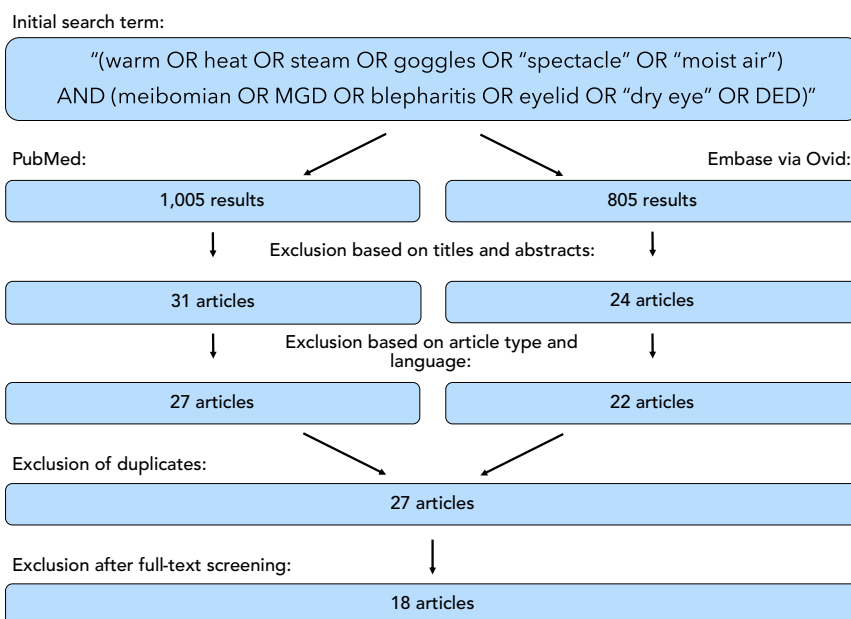 Initial search term:
“(warm OR heat OR steam OR goggles OR “spectacle” OR “moist air”)
AND (meibomian OR MGD OR blepharitis OR eyelid OR “dry eye” OR DED)”
PubMed:
Embase via Ovid:
1,005 results
805 results
Exclusion based on titles and abstracts:
31 articles
24 articles
Exclusion based on article type and
language:
27 articles
22 articles
Exclusion of duplicates:
27 articles
Exclusion after full-text screening:
18 articles